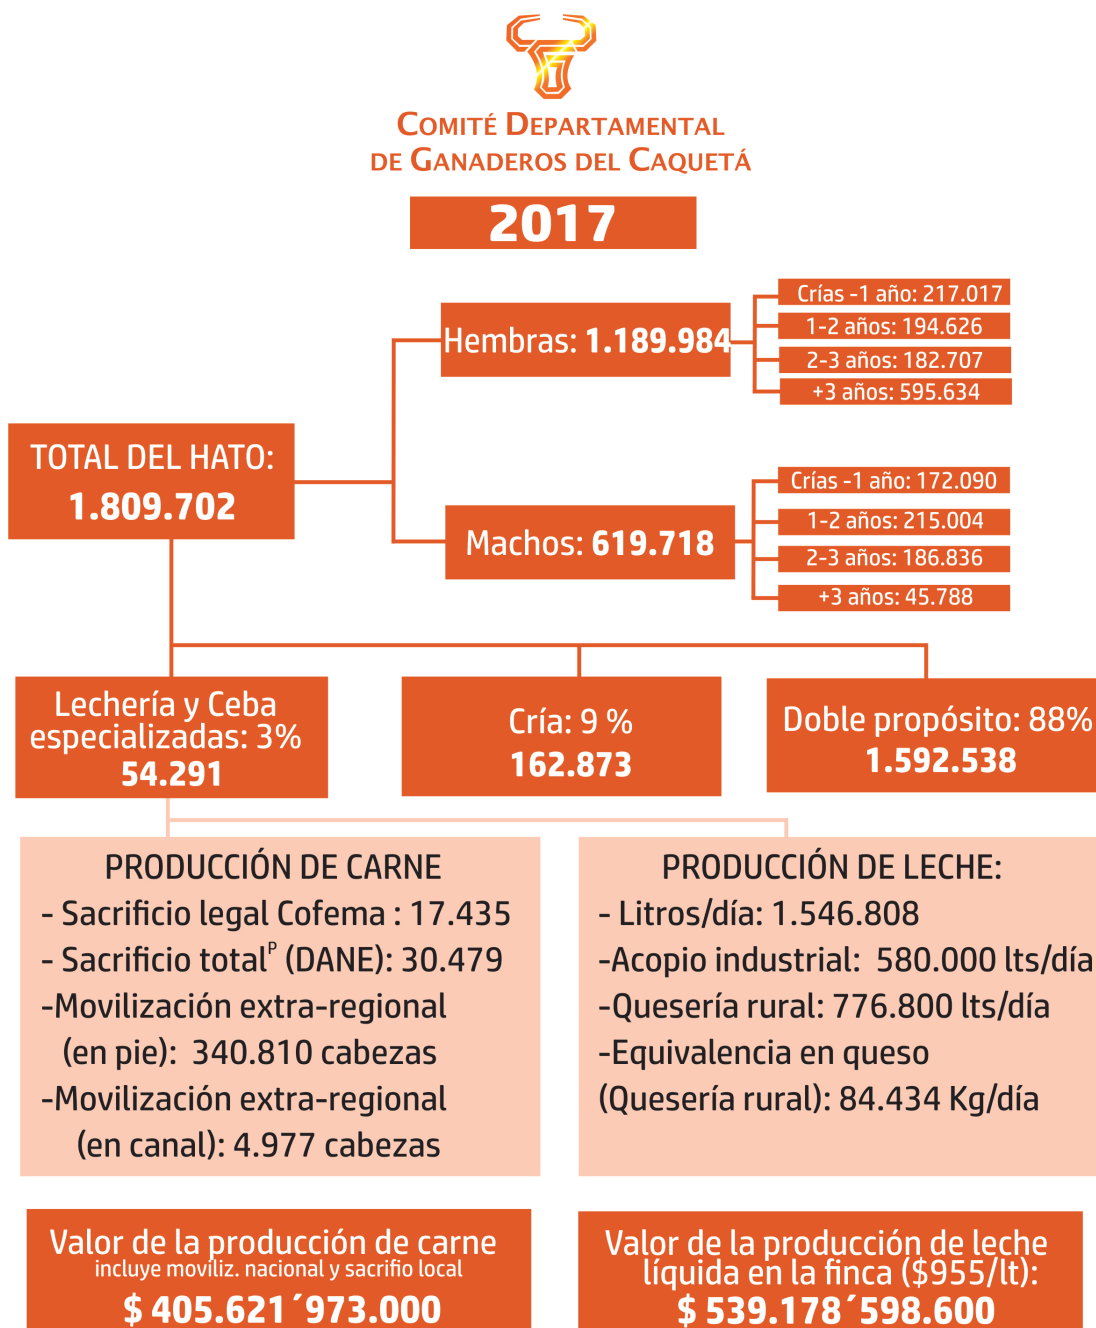 COMITÉ DEPARTAMENTAL
DE GANADEROS DEL CAQUETÁ
2017
TOTAL DEL HATO:
1.809.702
Hembras: 1.189.984
Crías -1 año: 217.017
1-2 años: 194.626
2-3 años: 182.707
+3 años: 595.634
Machos: 619.718
Crías -1 año: 172.090
1-2 años: 215.004
2-3 años: 186.836
+3 años: 45.788
Lechería y Ceba
especializadas: 3%
54.291
Cría: 9 %
162.873
Doble propósito: 88%
1.592.538
PRODUCCIÓN DE CARNE
- Sacrificio legal Cofema : 17.435
- Sacrificio totalᴾ (DANE): 30.479
-Movilización extra-regional
(en pie): 340.810 cabezas
-Movilización extra-regional
(en canal): 4.977 cabezas
PRODUCCIÓN DE LECHE:
- Litros/día: 1.546.808
-Acopio industrial: 580.000 lts/día
-Quesería rural: 776.800 lts/día
-Equivalencia en queso
(Quesería rural): 84.434 Kg/día
Valor de la producción de carne
incluye moviliz. nacional y sacrifio local
$ 405.621´973.000
Valor de la producción de leche
líquida en la finca ($955/lt):
$ 539.178´598.600